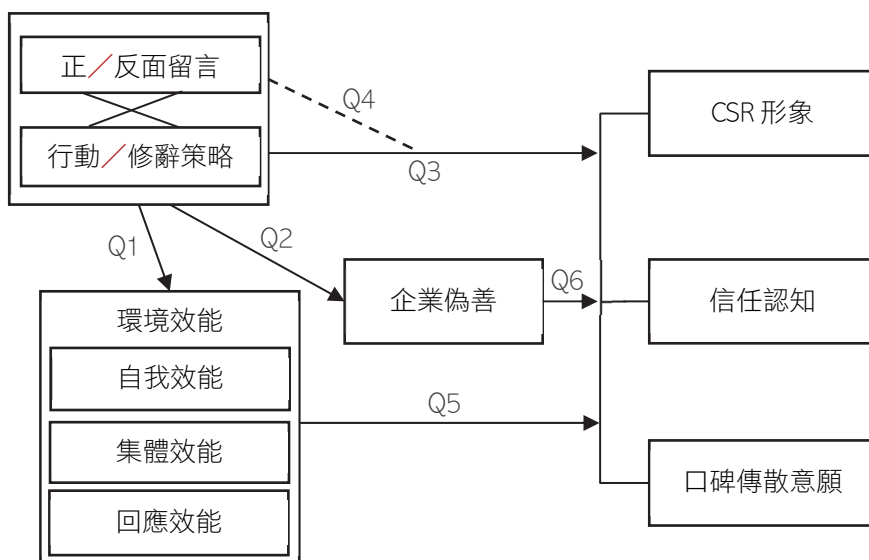 正／反面留言
行動／修辭策略
Q4
Q3
CSR 形象
Q1
Q2
企業偽善
Q6
信任認知
環境效能
自我效能
集體效能
回應效能
Q5
口碑傳散意願